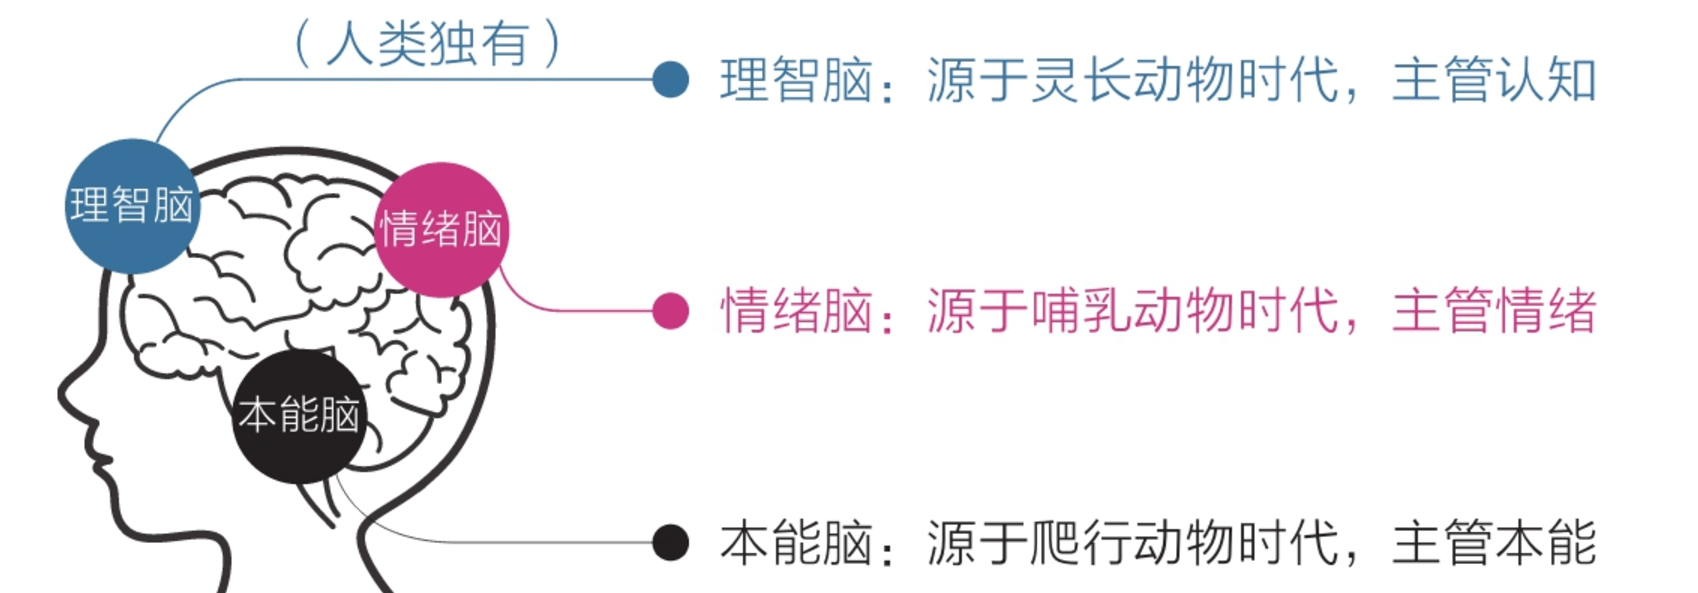 （人类独有）
理智脑：源于灵长动物时代，主管认知
理智脑
情绪脑
情绪脑：源于哺乳动物时代，主管情绪
本能脑
本能脑：源于爬行动物时代，主管本能